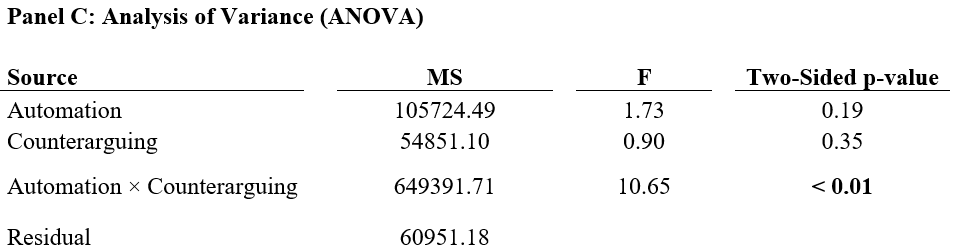 Panel C: Analysis of Variance (ANOVA)
Source MS F Two-Sided p-value
Automation 105724.49 1.73 0.19
Counterarguing 54851.10 0.90 0.35
Automation × Counterarguing 649391.71 10.65 < 0.01
Residual 60951.18